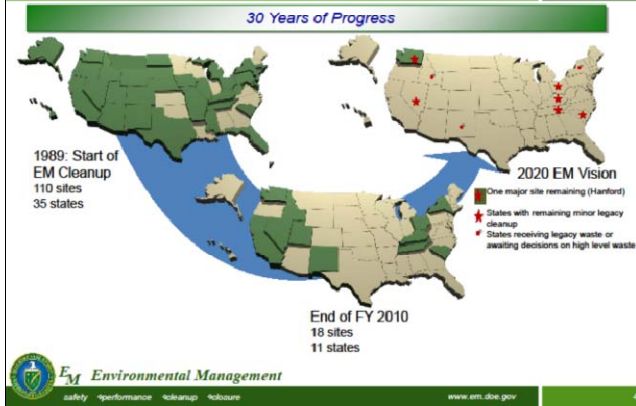 30 Years of Progress
1989: Start of
EM Cleanup
110 sites
35 states
2020 EM Vision
One major site remaining (Hanford)
States with remaining minor legacy
cleanup
States receiving legacy waste or
awaiting decisions on high level waste
End of FY 2010
18 sites
11 states
EM Environmental Management
safety performance cleanup closure
www.em.doe.gov